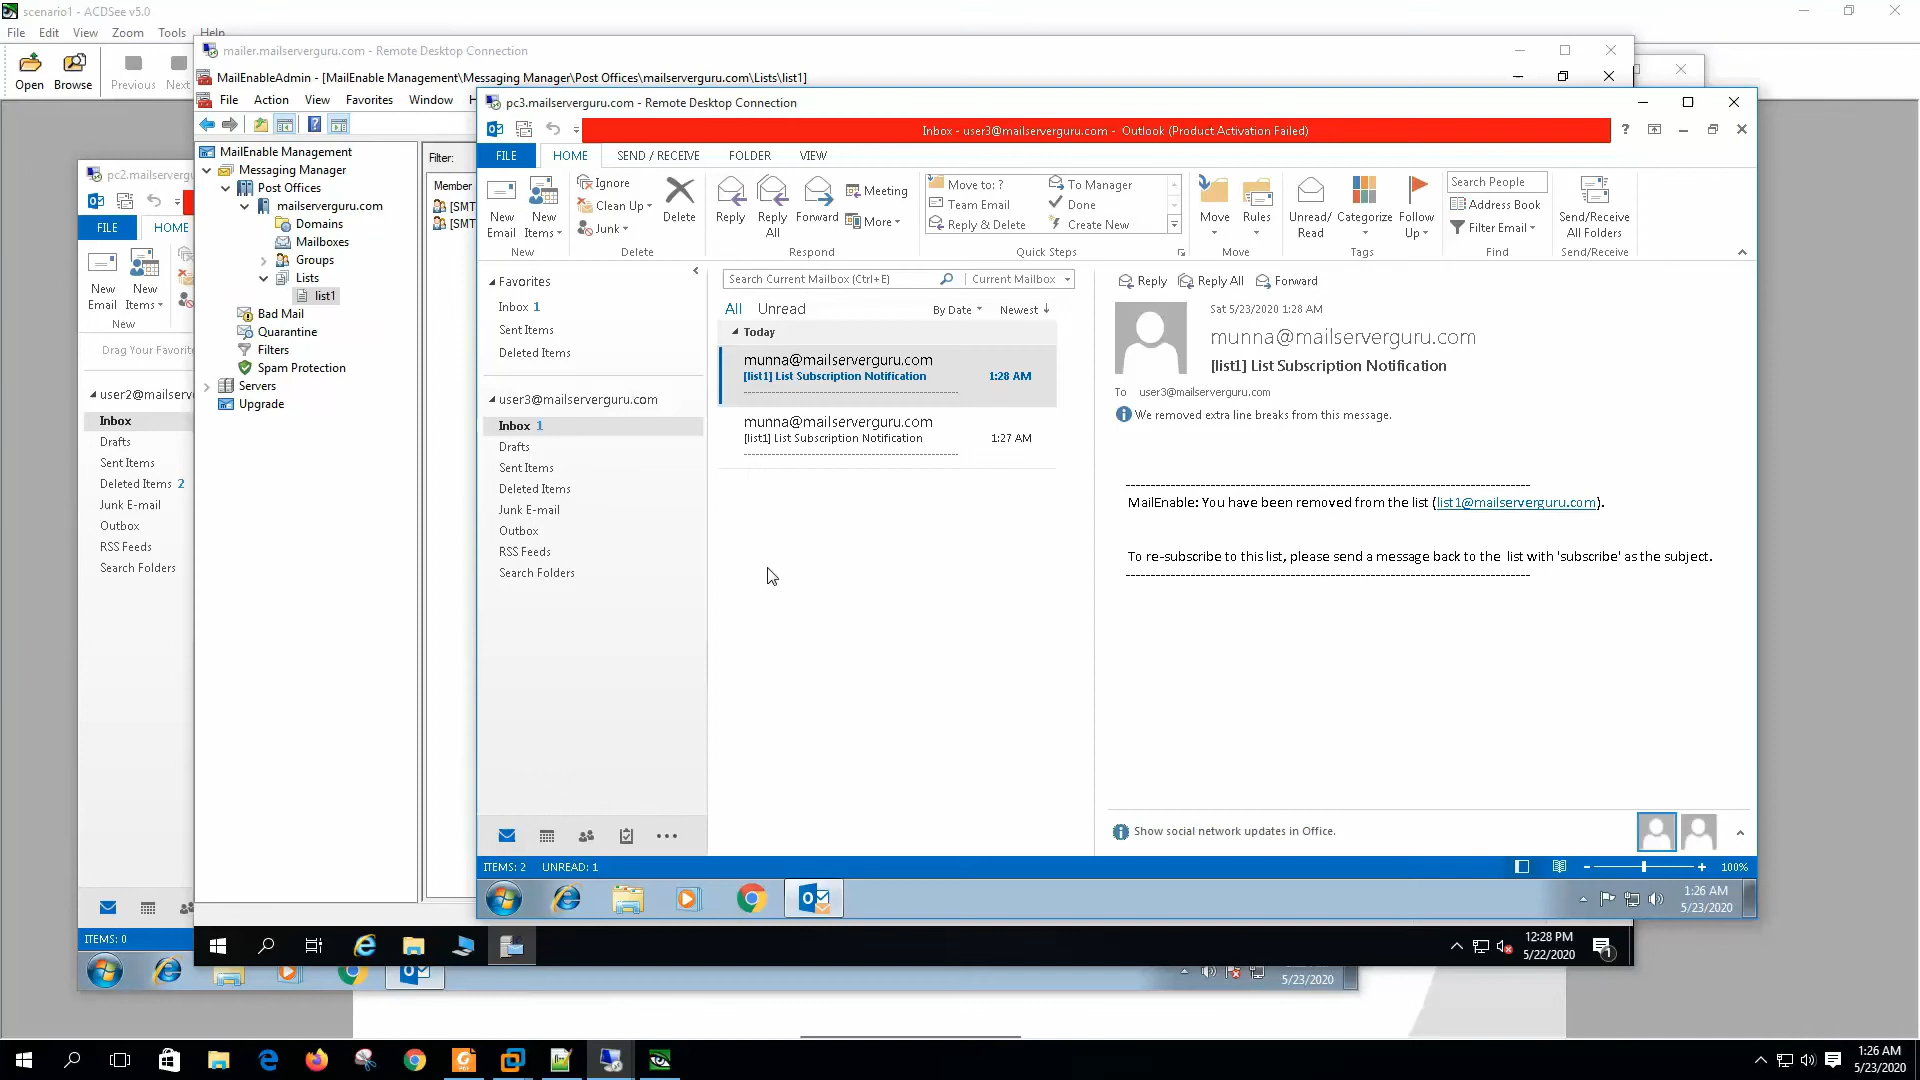 scenario1 - ACDSee v5.0
File Edit View Zoom Tools Help
Open Browse Previous Next
mailer.mailserverguru.com - Remote Desktop Connection
MailEnableAdmin - [MailEnable Management\Messaging Manager\Post Offices\mailserverguru.com\Lists\list1]
File Action View Favorites Window
MailEnable Management
Messaging Manager
Post Offices
mailserverguru.com
Domains
Mailboxes
Groups
Lists
list1
Bad Mail
Quarantine
Filters
Spam Protection
Servers
Upgrade
Filter:
Member
[SMT
[SMT
pc2.mailservergu
FILE HOME
New Email
New Items
New
Drag Your Favorite
user2@mailserv
Inbox
Drafts
Sent Items
Deleted Items 2
Junk E-mail
Outbox
RSS Feeds
Search Folders
ITEMS: 0
5/23/2020
pc3.mailserverguru.com - Remote Desktop Connection
Inbox - user3@mailserverguru.com - Outlook (Product Activation Failed)
FILE HOME SEND / RECEIVE FOLDER VIEW
New Email
New Items
New
Ignore
Clean Up
Junk
Delete
Delete
Reply
Reply All
Forward
Meeting
More
Respond
Move to: ?
Team Email
Reply & Delete
To Manager
Done
Create New
Quick Steps
Move
Rules
Move
Unread/ Read
Categorize
Follow Up
Tags
Search People
Address Book
Filter Email
Find
Send/Receive All Folders
Send/Receive
Favorites
Inbox 1
Sent Items
Deleted Items
user3@mailserverguru.com
Inbox 1
Drafts
Sent Items
Deleted Items
Junk E-mail
Outbox
RSS Feeds
Search Folders
Search Current Mailbox (Ctrl+E) Current Mailbox
All Unread By Date Newest
Today
munna@mailserverguru.com
[list1] List Subscription Notification 1:28 AM
munna@mailserverguru.com
[list1] List Subscription Notification 1:27 AM
Reply Reply All Forward
Sat 5/23/2020 1:28 AM
munna@mailserverguru.com
[list1] List Subscription Notification
To user3@mailserverguru.com
We removed extra line breaks from this message.
MailEnable: You have been removed from the list (list1@mailserverguru.com).
To re-subscribe to this list, please send a message back to the list with 'subscribe' as the subject.
Show social network updates in Office.
ITEMS: 2 UNREAD: 1 100%
1:26 AM
5/23/2020
12:28 PM
5/22/2020
1
1:26 AM
5/23/2020